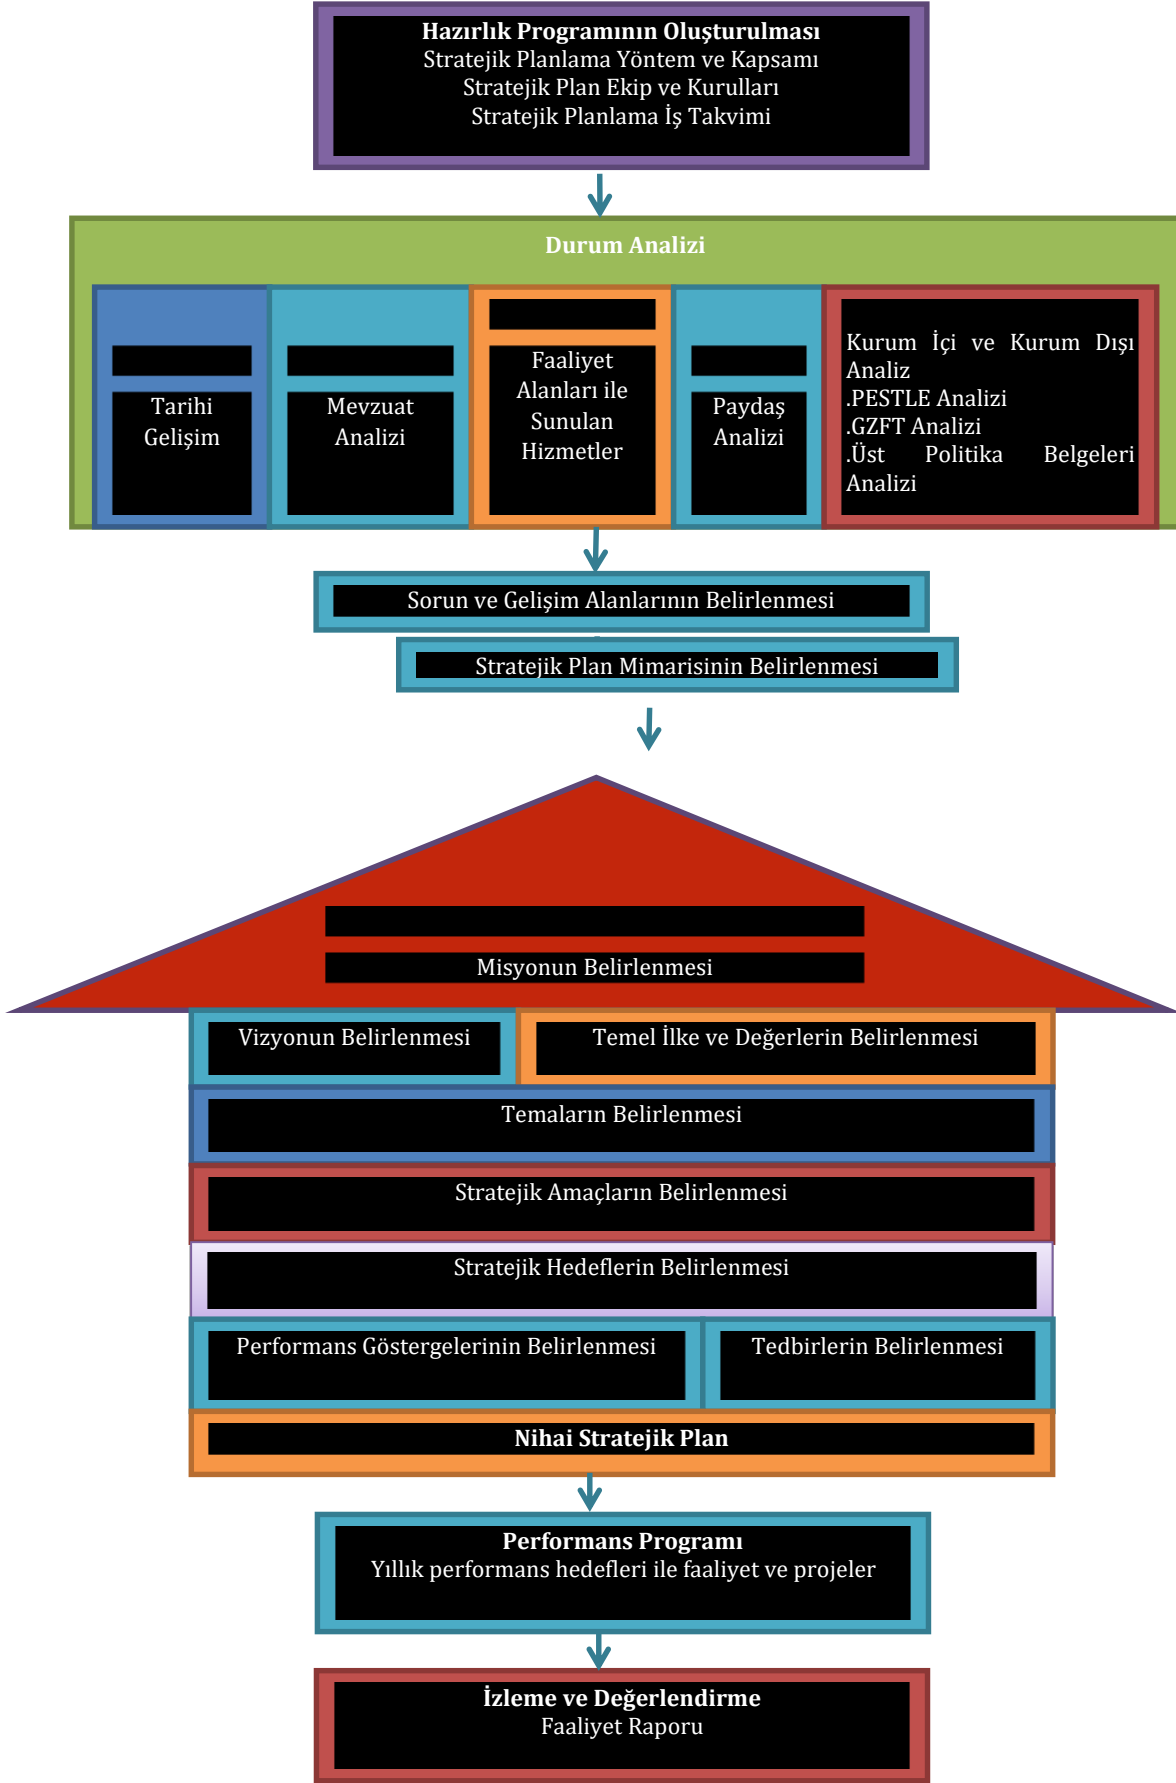 Hazırlık Programının Oluşturulması
Stratejik Planlama Yöntem ve Kapsamı
Stratejik Plan Ekip ve Kurulları
Stratejik Planlama İş Takvimi
Durum Analizi
Tarihi
Gelişim
Mevzuat
Analizi
Faaliyet
Alanları ile
Sunulan
Hizmetler
Paydaş
Analizi
Kurum İçi ve Kurum Dışı
Analiz
.PESTLE Analizi
.GZFT Analizi
.Üst Politika Belgeleri
Analizi
Sorun ve Gelişim Alanlarının Belirlenmesi
Stratejik Plan Mimarisinin Belirlenmesi
Misyonun Belirlenmesi
Vizyonun Belirlenmesi
Temel İlke ve Değerlerin Belirlenmesi
Temaların Belirlenmesi
Stratejik Amaçların Belirlenmesi
Stratejik Hedeflerin Belirlenmesi
Performans Göstergelerinin Belirlenmesi
Tedbirlerin Belirlenmesi
Nihai Stratejik Plan
Performans Programı
Yıllık performans hedefleri ile faaliyet ve projeler
İzleme ve Değerlendirme
Faaliyet Raporu